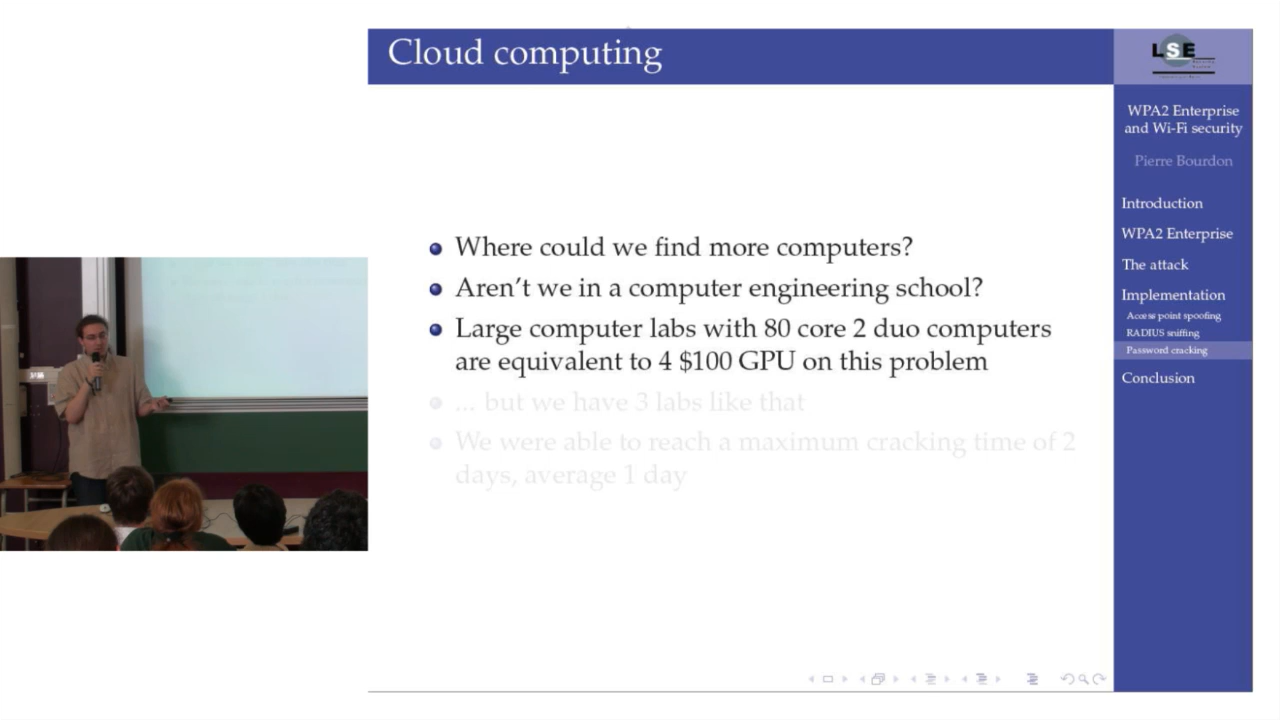 Cloud computing
LSE
WPA2 Enterprise
and Wi-Fi security
Pierre Bourdon
Introduction
WPA2 Enterprise
The attack
Implementation
Access point spoofing
RADIUS sniffing
Password cracking
Conclusion
Where could we find more computers?
Aren't we in a computer engineering school?
Large computer labs with 80 core 2 duo computers
are equivalent to 4 $100 GPU on this problem
... but we have 3 labs like that
We were able to reach a maximum cracking time of 2
days, average 1 day